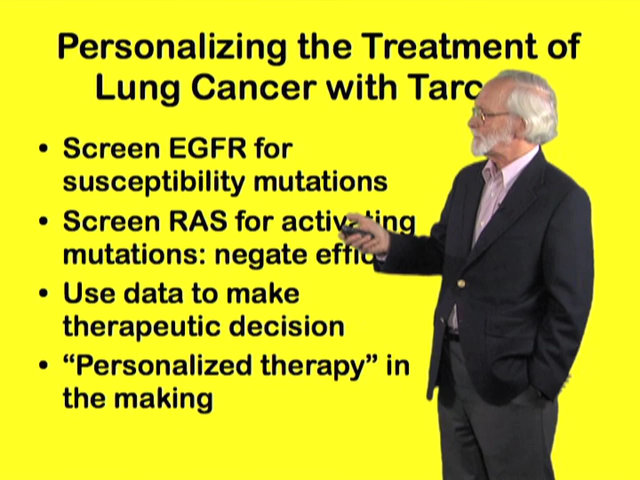 Personalizing the Treatment of
Lung Cancer with
• Screen EGFR for
susceptibility mutations
• Screen RAS for activating
mutations: negate
• Use data to make
therapeutic decision
• “Personalized therapy” in
the making